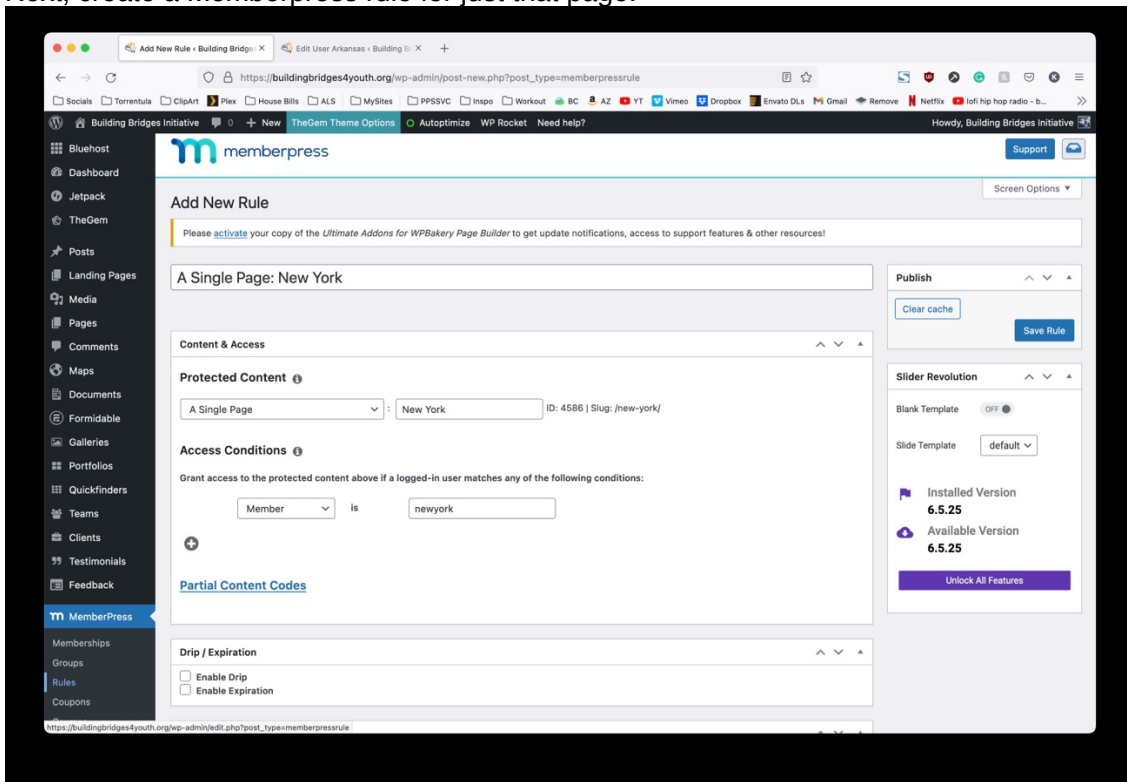 Next, create a Memberpress rule for just that page:
Add New Rule ‹ Building Bridge
Edit User Arkansas ‹ Building B
https://buildingbridges4youth.org/wp-admin/post-new.php?post_type=memberpressrule
Socials Torrentula ClipArt Plex House Bills ALS MySites PPSSVC Inspo Workout BC AZ YT Vimeo Dropbox Envato DLs Gmail Remove Netflix lofi hip hop radio - b...
Building Bridges Initiative 0 + New TheGem Theme Options Autoptimize WP Rocket Need help? Howdy, Building Bridges Initiative
Bluehost
Dashboard
Jetpack
TheGem
Posts
Landing Pages
Media
Pages
Comments
Maps
Documents
Formidable
Galleries
Portfolios
Quickfinders
Teams
Clients
Testimonials
Feedback
MemberPress
Memberships
Groups
Rules
Coupons
https://buildingbridges4youth.org/wp-admin/edit.php?post_type=memberpressrule
m memberpress
Support
Screen Options
Add New Rule
Please activate your copy of the Ultimate Addons for WPBakery Page Builder to get update notifications, access to support features & other resources!
A Single Page: New York
Content & Access
Protected Content
A Single Page : New York ID: 4586 | Slug: /new-york/
Access Conditions
Grant access to the protected content above if a logged-in user matches any of the following conditions:
Member is newyork
Partial Content Codes
Drip / Expiration
Enable Drip
Enable Expiration
Publish
Clear cache
Save Rule
Slider Revolution
Blank Template OFF
Slide Template default
Installed Version
6.5.25
Available Version
6.5.25
Unlock All Features